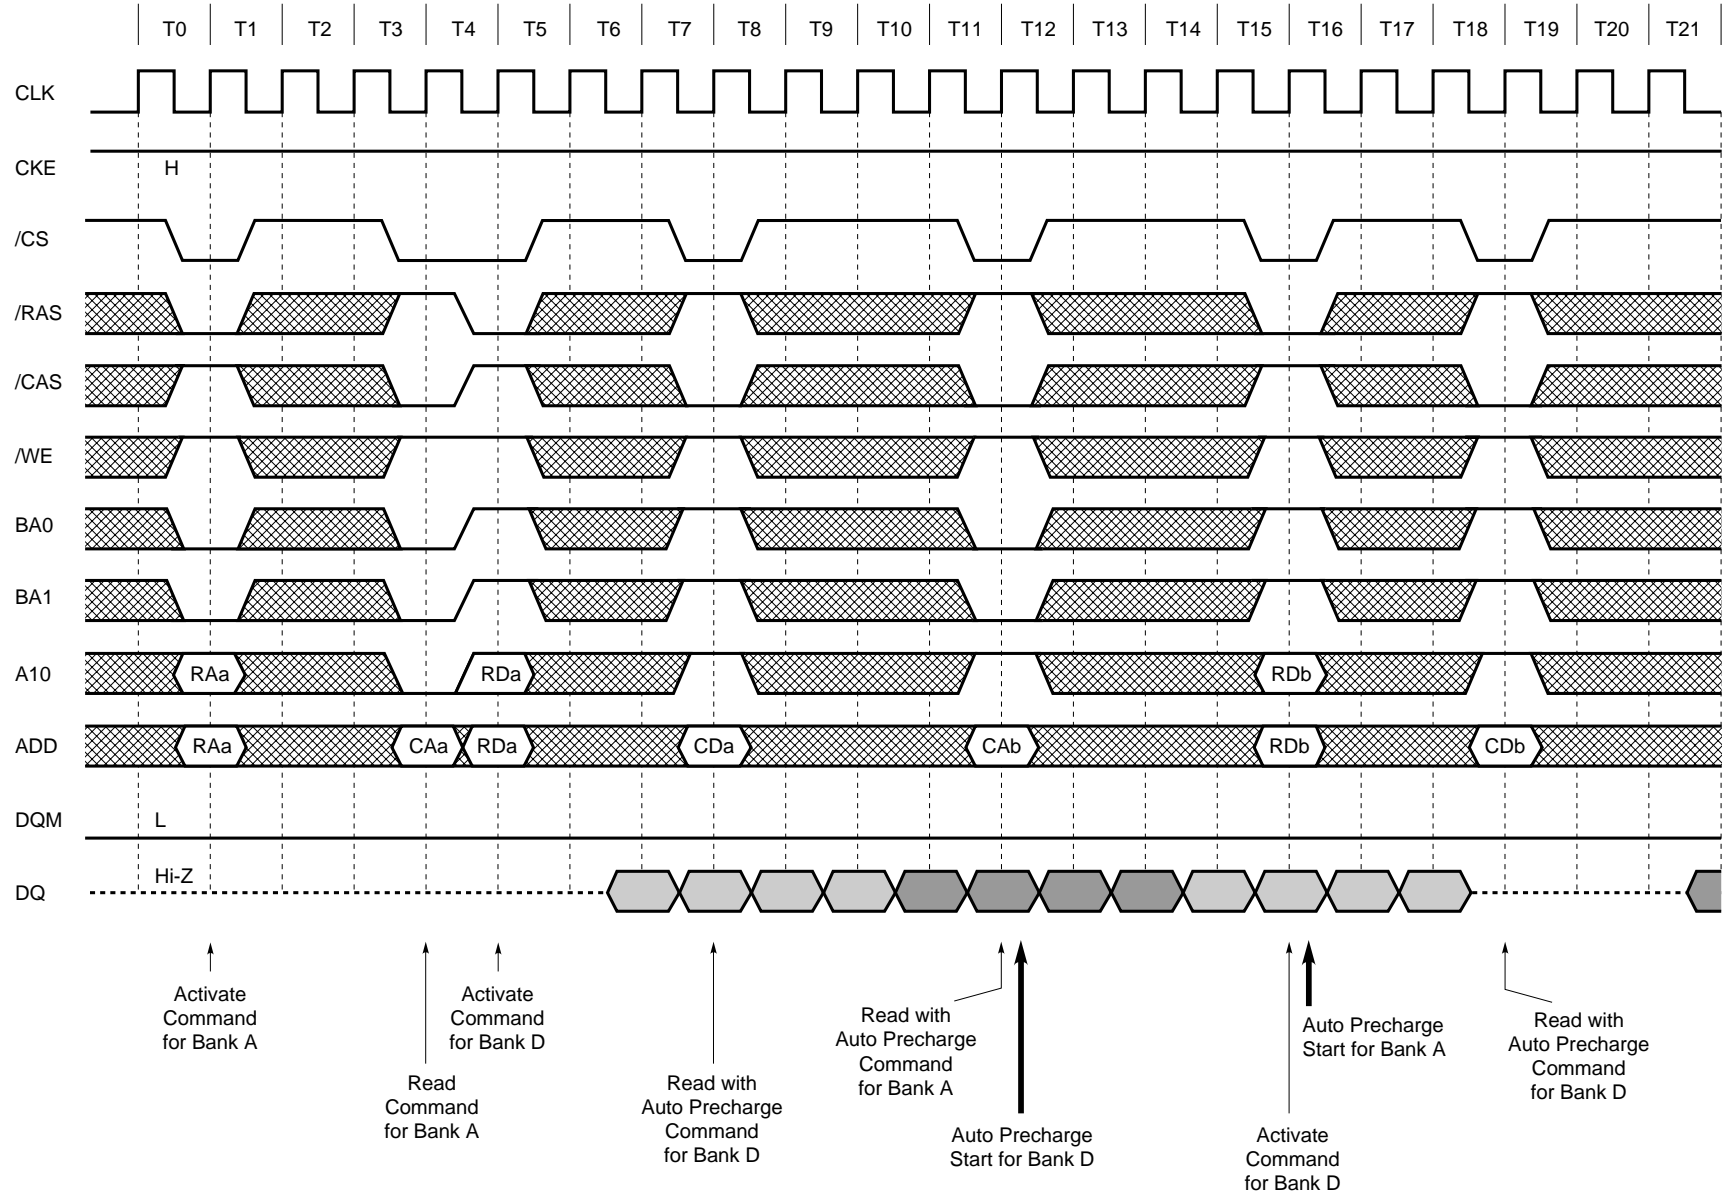 T0 T1 T2 T3 T4 T5 T6 T7 T8 T9 T10 T11 T12 T13 T14 T15 T16 T17 T18 T19 T20 T21
CLK
CKE H
/CS
/RAS
/CAS
/WE
BA0
BA1
A10 RAa RDa RDb
ADD RAa CAa RDa CDa CAb RDb CDb
DQM L
DQ Hi-Z
Activate
Command
for Bank A
Read
Command
for Bank A
Activate
Command
for Bank D
Read with
Auto Precharge
Command
for Bank D
Read with
Auto Precharge
Command
for Bank A
Auto Precharge
Start for Bank D
Activate
Command
for Bank D
Auto Precharge
Start for Bank A
Read with
Auto Precharge
Command
for Bank D